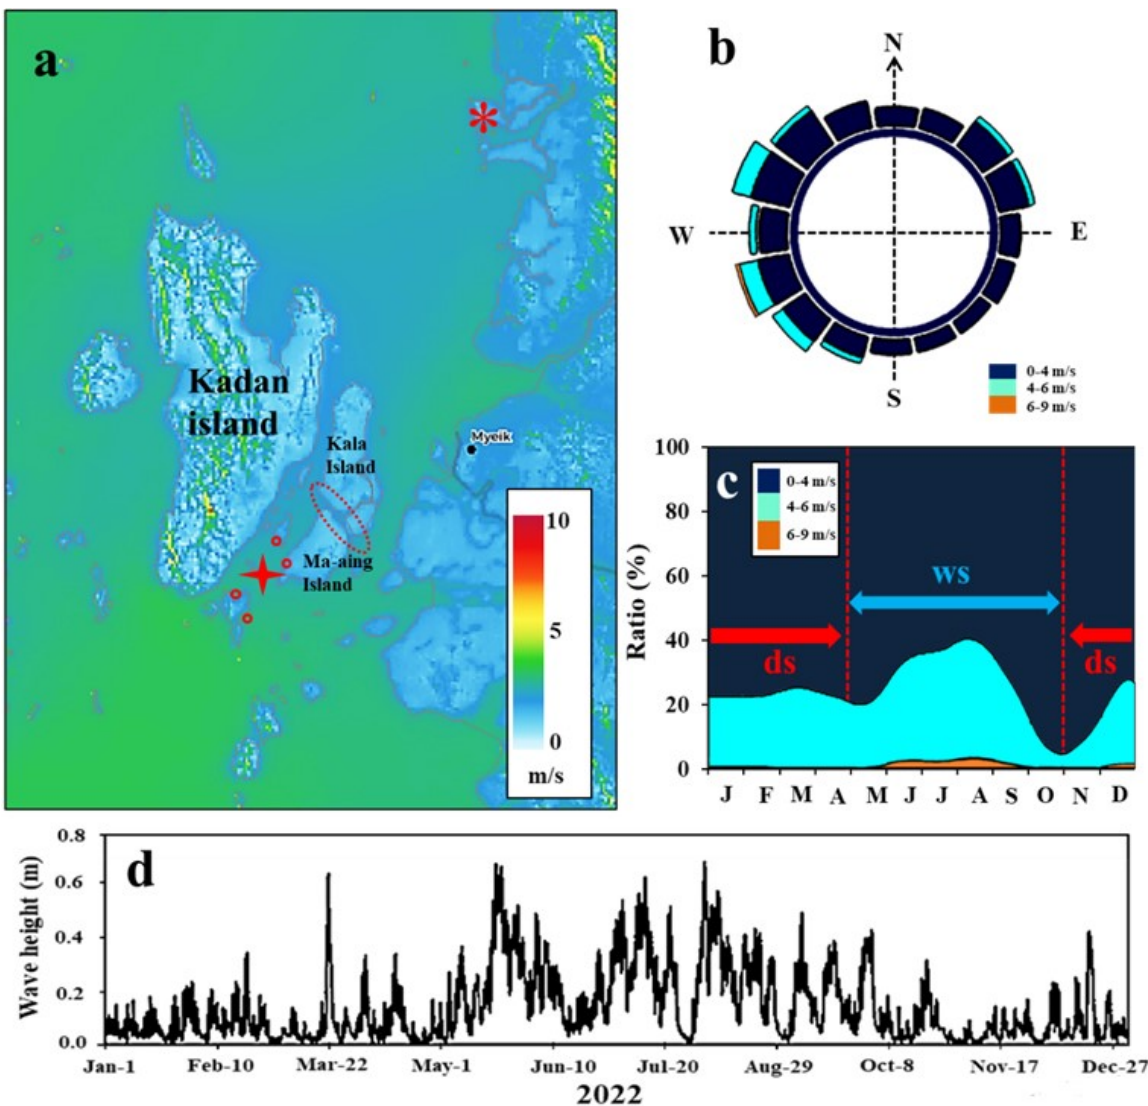 a
*
Kadan
island
Kala
Island
Myeik
Ma-aing
Island
10
5
0
m/s
b
N
W
E
S
0-4 m/s
4-6 m/s
6-9 m/s
c
0-4 m/s
4-6 m/s
6-9 m/s
Ratio (%)
100
80
60
40
20
0
ws
ds
ds
J F M A M J J A S O N D
d
Wave height (m)
0.8
0.6
0.4
0.2
0.0
Jan-1 Feb-10 Mar-22 May-1 Jun-10 Jul-20 Aug-29 Oct-8 Nov-17 Dec-27
2022